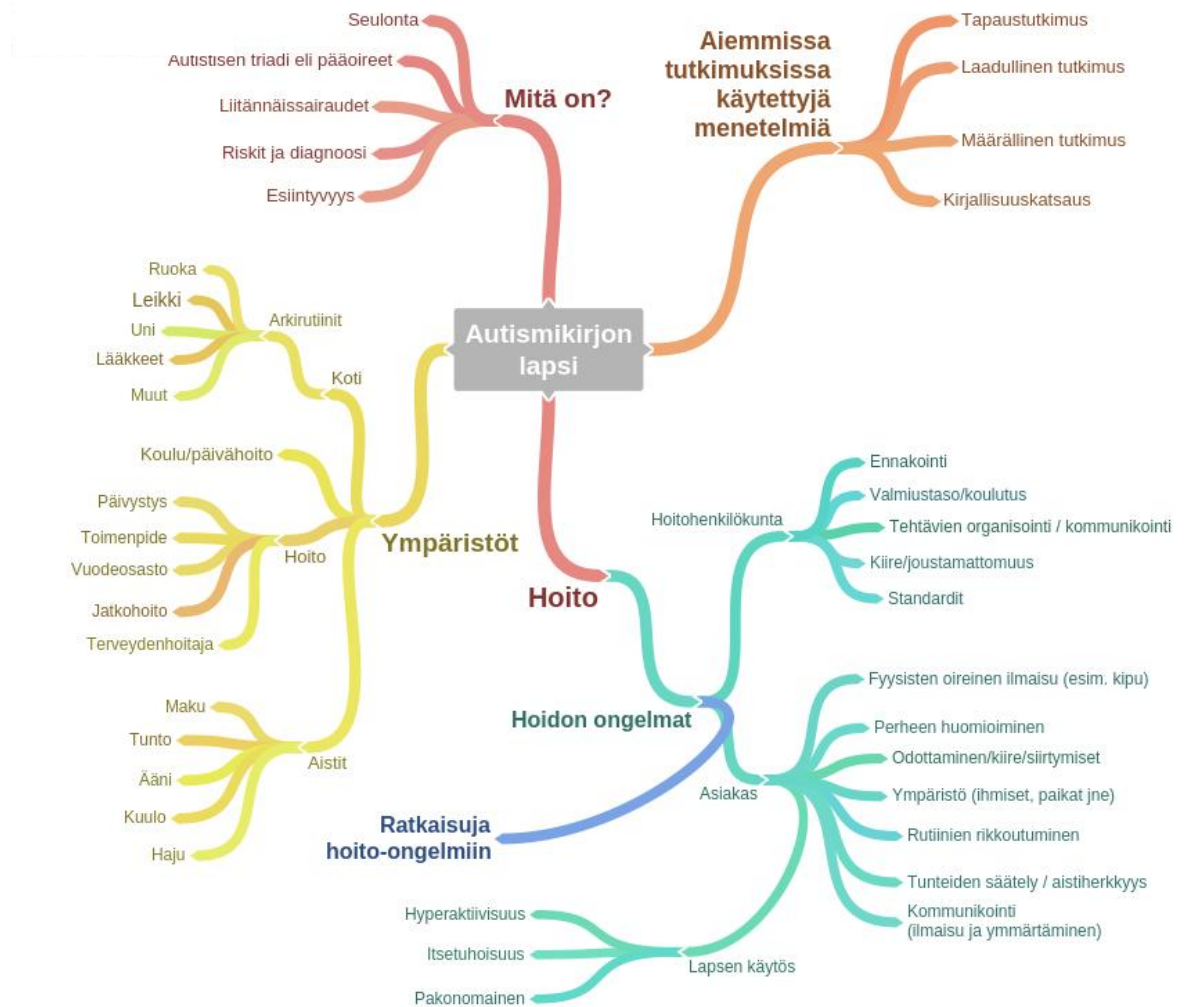 Autismikirjon
lapsi
Mitä on?
Seulonta
Autistisen triadi eli pääoireet
Liitännäissairaudet
Riskit ja diagnoosi
Esiintyvyys
Aiemmissa
tutkimuksissa
käytettyjä
menetelmiä
Tapaustutkimus
Laadullinen tutkimus
Määrällinen tutkimus
Kirjallisuuskatsaus
Ympäristöt
Koti
Arkirutiinit
Ruoka
Leikki
Uni
Lääkkeet
Muut
Koulu/päivähoito
Hoito
Päivystys
Toimenpide
Vuodeosasto
Jatkohoito
Terveydenhoitaja
Aistit
Maku
Tunto
Ääni
Kuulo
Haju
Hoito
Hoidon ongelmat
Hoitohenkilökunta
Ennakointi
Valmiustaso/koulutus
Tehtävien organisointi / kommunikointi
Kiire/joustamattomuus
Standardit
Asiakas
Fyysisten oireinen ilmaisu (esim. kipu)
Perheen huomioiminen
Odottaminen/kiire/siirtymiset
Ympäristö (ihmiset, paikat jne)
Rutiinien rikkoutuminen
Tunteiden säätely / aistiherkkyys
Kommunikointi
(ilmaisu ja ymmärtäminen)
Lapsen käytös
Hyperaktiivisuus
Itsetuhoisuus
Pakonomainen
Ratkaisuja
hoito-ongelmiin